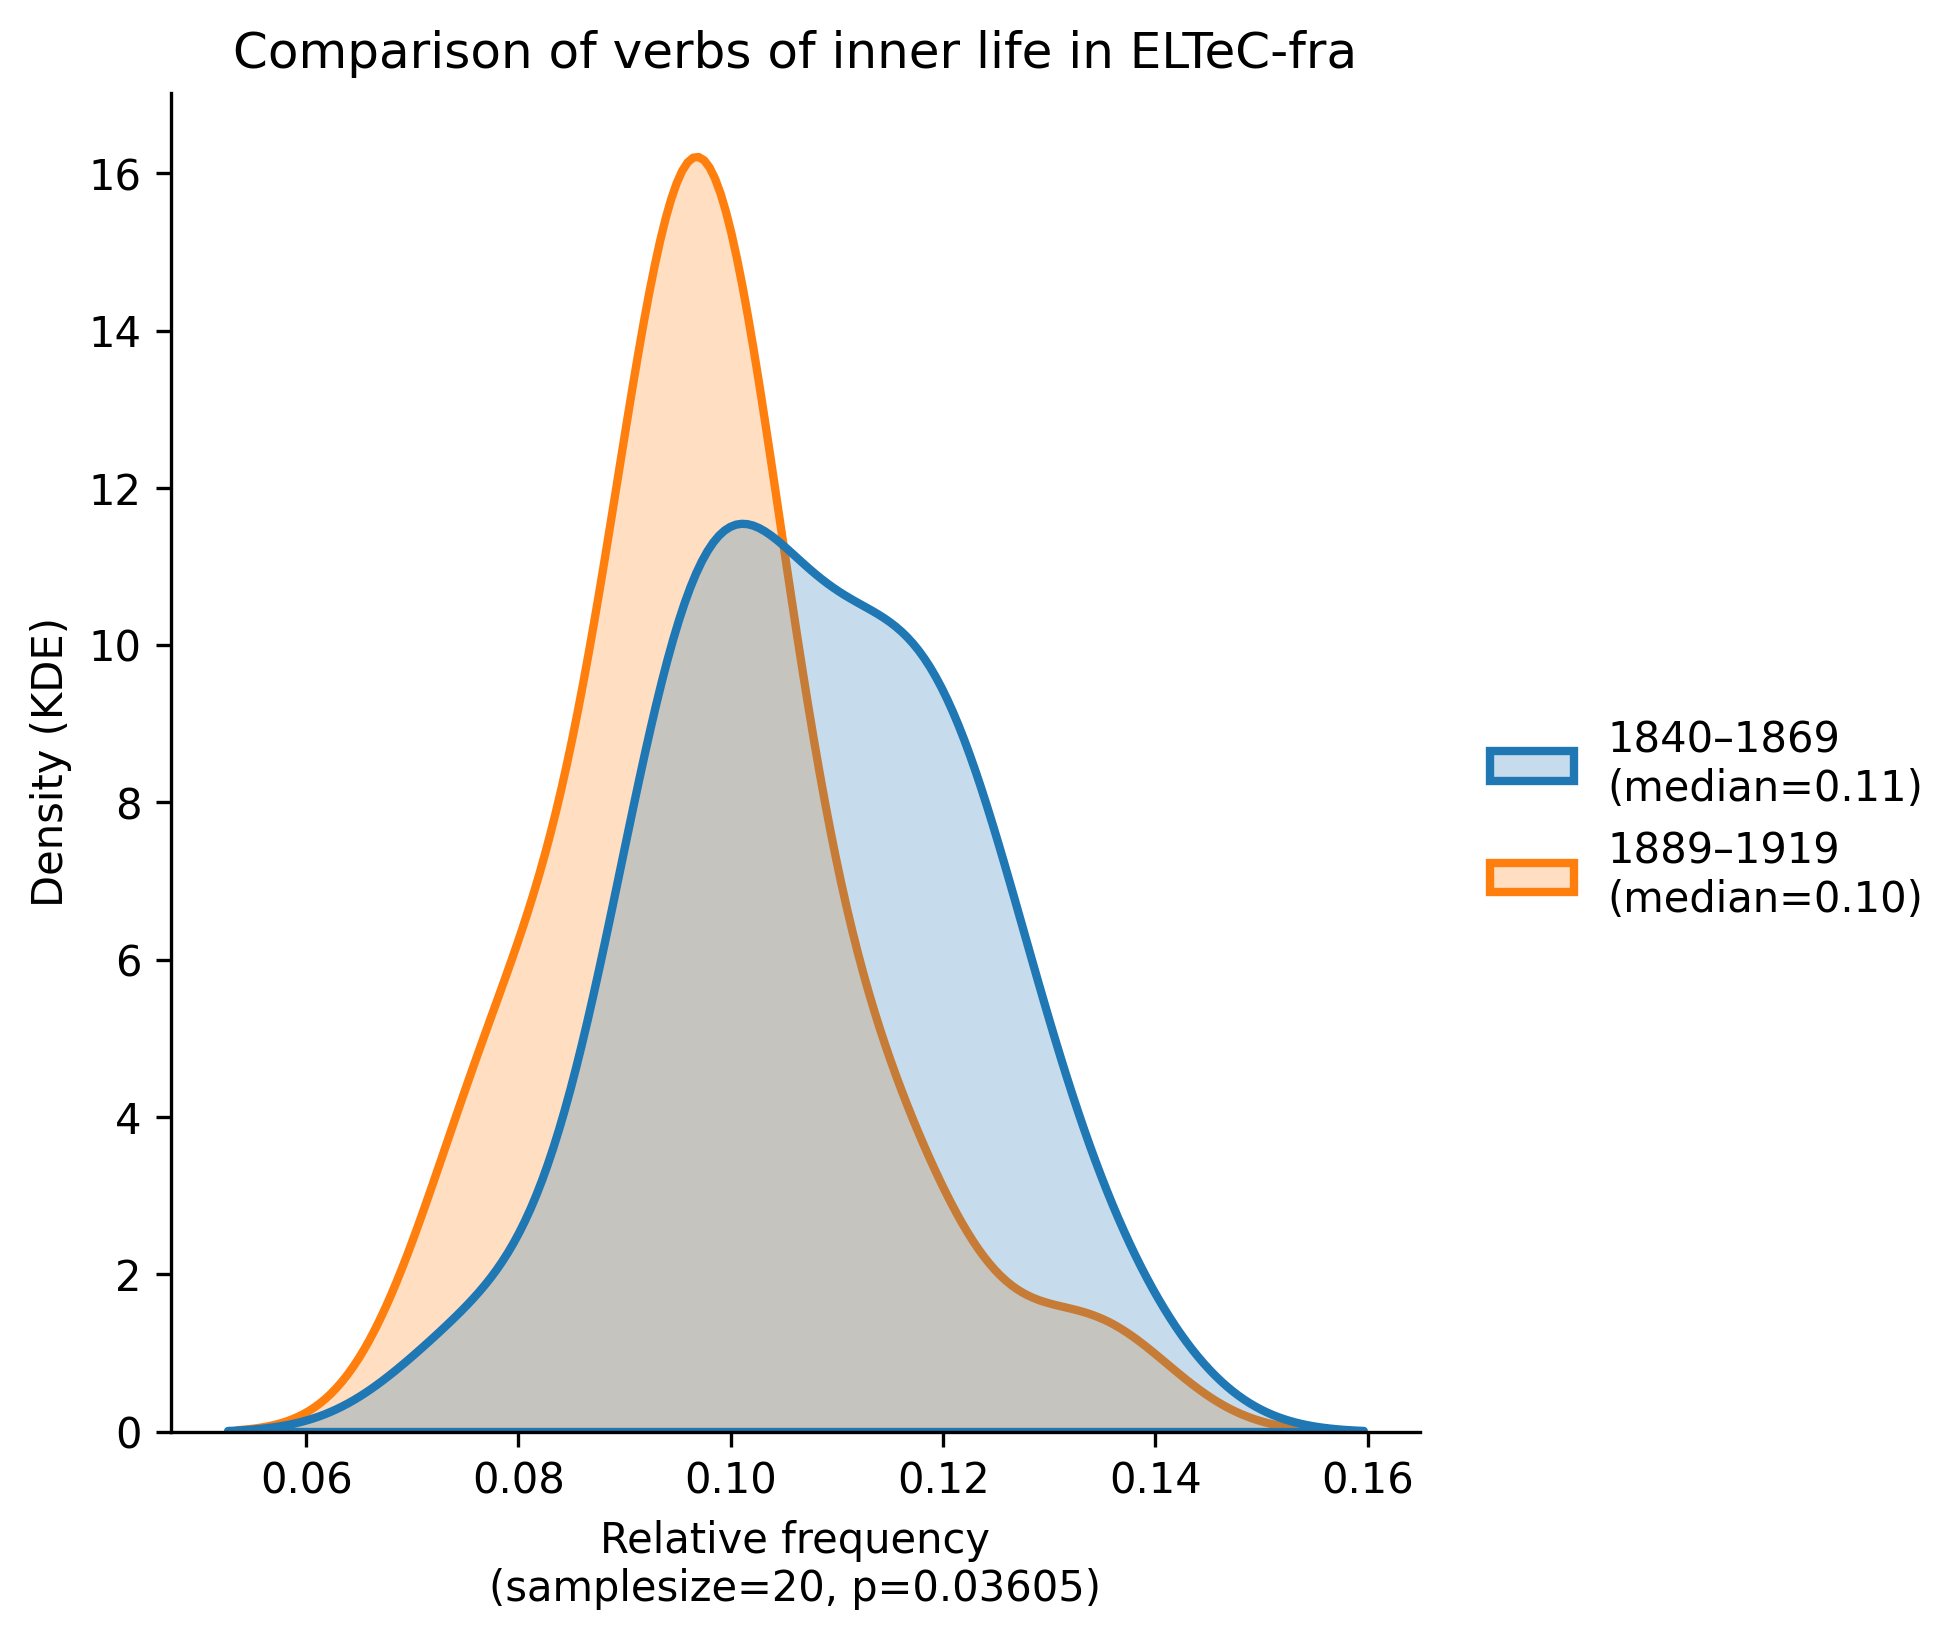 Comparison of verbs of inner life in ELTeC-fra
16
14
12
10
8
6
4
2
0
Density (KDE)
0.06 0.08 0.10 0.12 0.14 0.16
Relative frequency
(samplesize=20, p=0.03605)
1840–1869
(median=0.11)
1889–1919
(median=0.10)